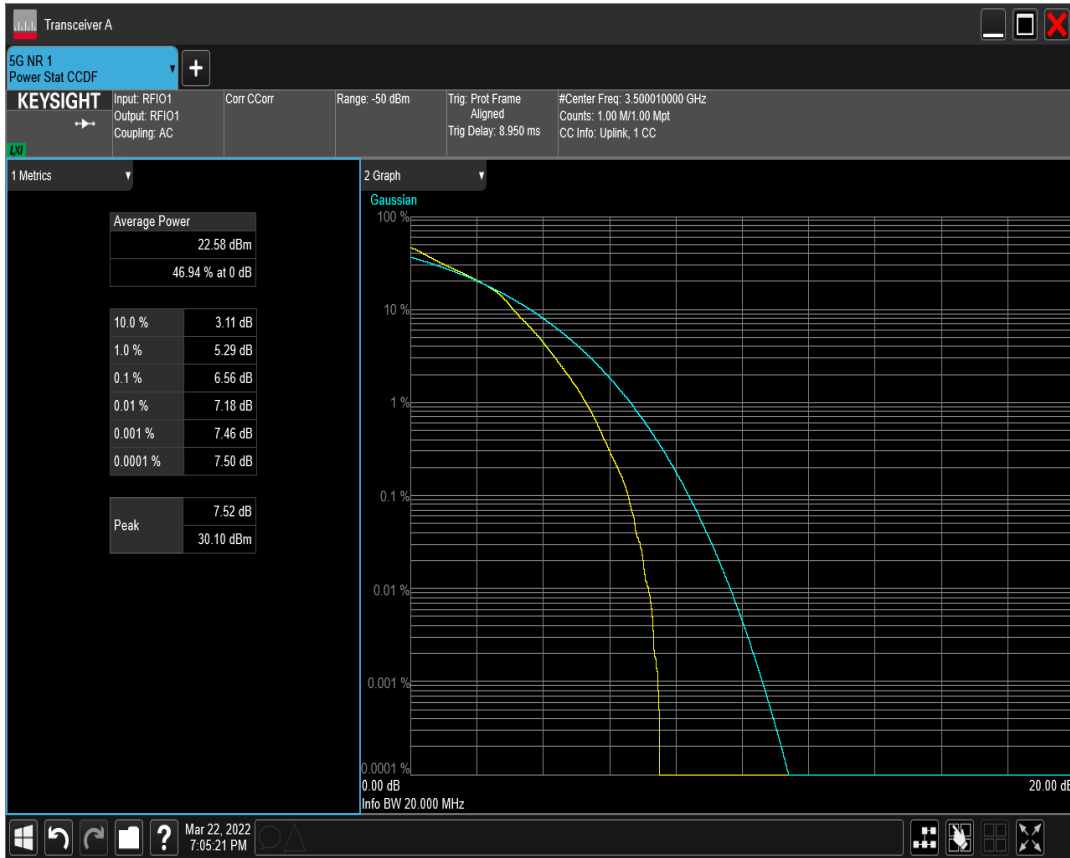 Transceiver A
5G NR 1
Power Stat CCDF
KEYSIGHT
LXI
Input: RFIO1
Output: RFIO1
Coupling: AC
Corr CCorr
Range: -50 dBm
Trig: Prot Frame
Aligned
Trig Delay: 8.950 ms
#Center Freq: 3.500010000 GHz
Counts: 1.00 M/1.00 Mpt
CC Info: Uplink, 1 CC
1 Metrics
Average Power
22.58 dBm
46.94 % at 0 dB
10.0 % 3.11 dB
1.0 % 5.29 dB
0.1 % 6.56 dB
0.01 % 7.18 dB
0.001 % 7.46 dB
0.0001 % 7.50 dB
Peak
7.52 dB
30.10 dBm
2 Graph
Gaussian
100 %
10 %
1 %
0.1 %
0.01 %
0.001 %
0.0001 %
0.00 dB
20.00 dB
Info BW 20.000 MHz
?
Mar 22, 2022
7:05:21 PM